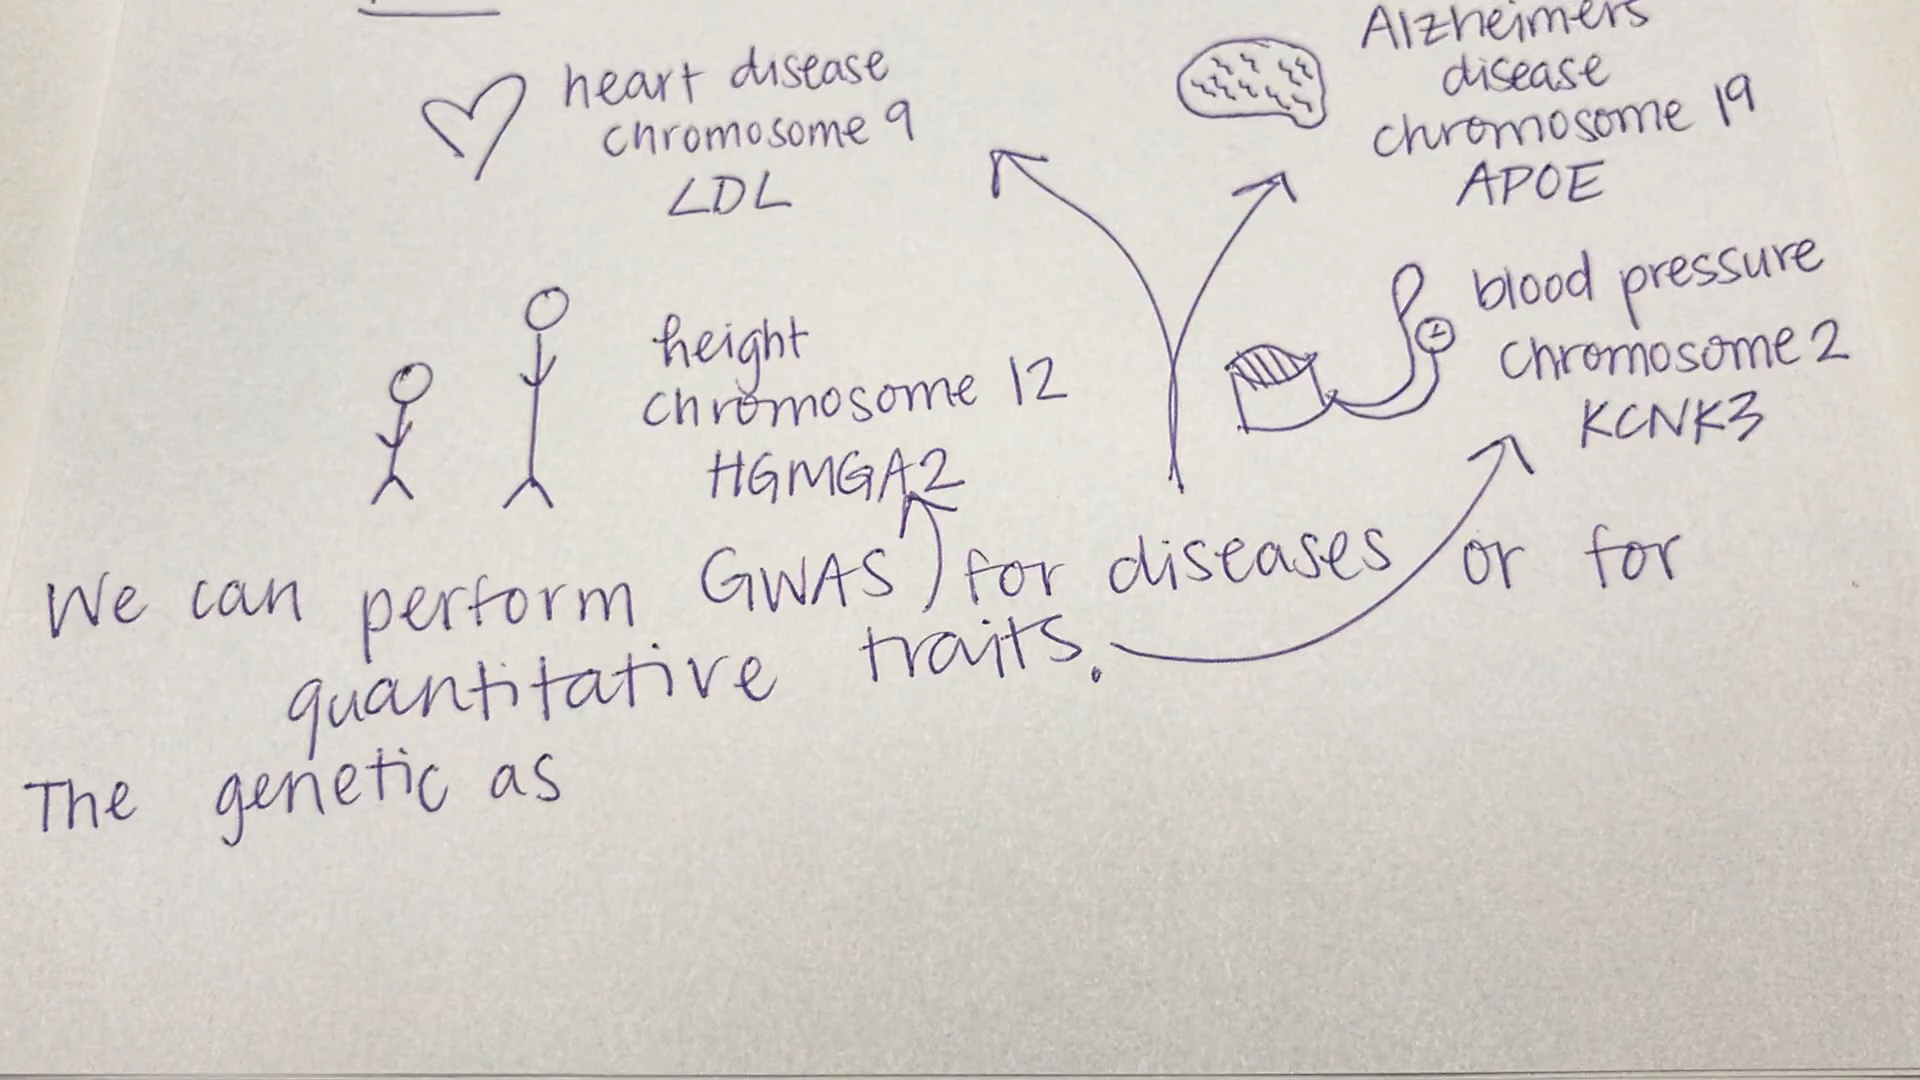 heart disease
chromosome 9
LDL
Alzheimers
disease
chromosome 19
APOE
height
chromosome 12
HGMGA2
blood pressure
chromosome 2
KCNK3
We can perform GWAS for diseases or for
quantitative traits.
The genetic as